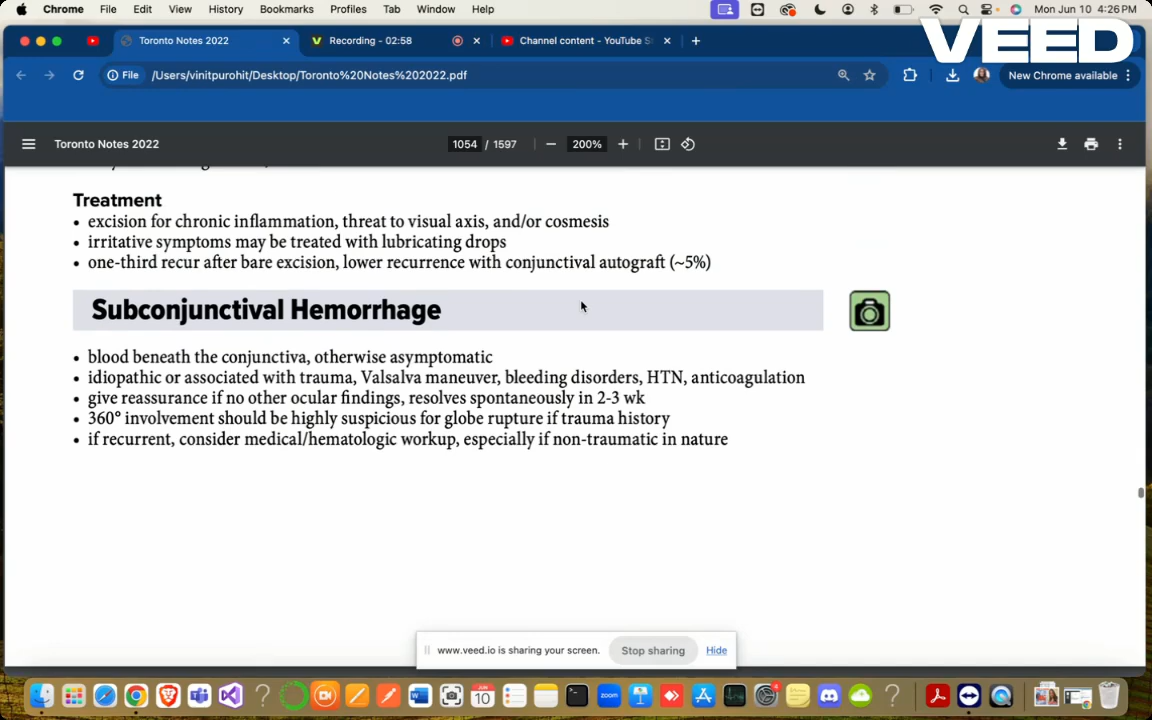 Chrome File Edit View History Bookmarks Profiles Tab Window Help Mon Jun 10 4:26 PM
Toronto Notes 2022 Recording - 02:58 Channel content - YouTube S
VEED
File /Users/vinitpurohit/Desktop/Toronto%20Notes%202022.pdf New Chrome available
Toronto Notes 2022 1054 / 1597 200%
Treatment
• excision for chronic inflammation, threat to visual axis, and/or cosmesis
• irritative symptoms may be treated with lubricating drops
• one-third recur after bare excision, lower recurrence with conjunctival autograft (~5%)
Subconjunctival Hemorrhage
• blood beneath the conjunctiva, otherwise asymptomatic
• idiopathic or associated with trauma, Valsalva maneuver, bleeding disorders, HTN, anticoagulation
• give reassurance if no other ocular findings, resolves spontaneously in 2-3 wk
• 360° involvement should be highly suspicious for globe rupture if trauma history
• if recurrent, consider medical/hematologic workup, especially if non-traumatic in nature
www.veed.io is sharing your screen. Stop sharing Hide
JUN
10
zoom